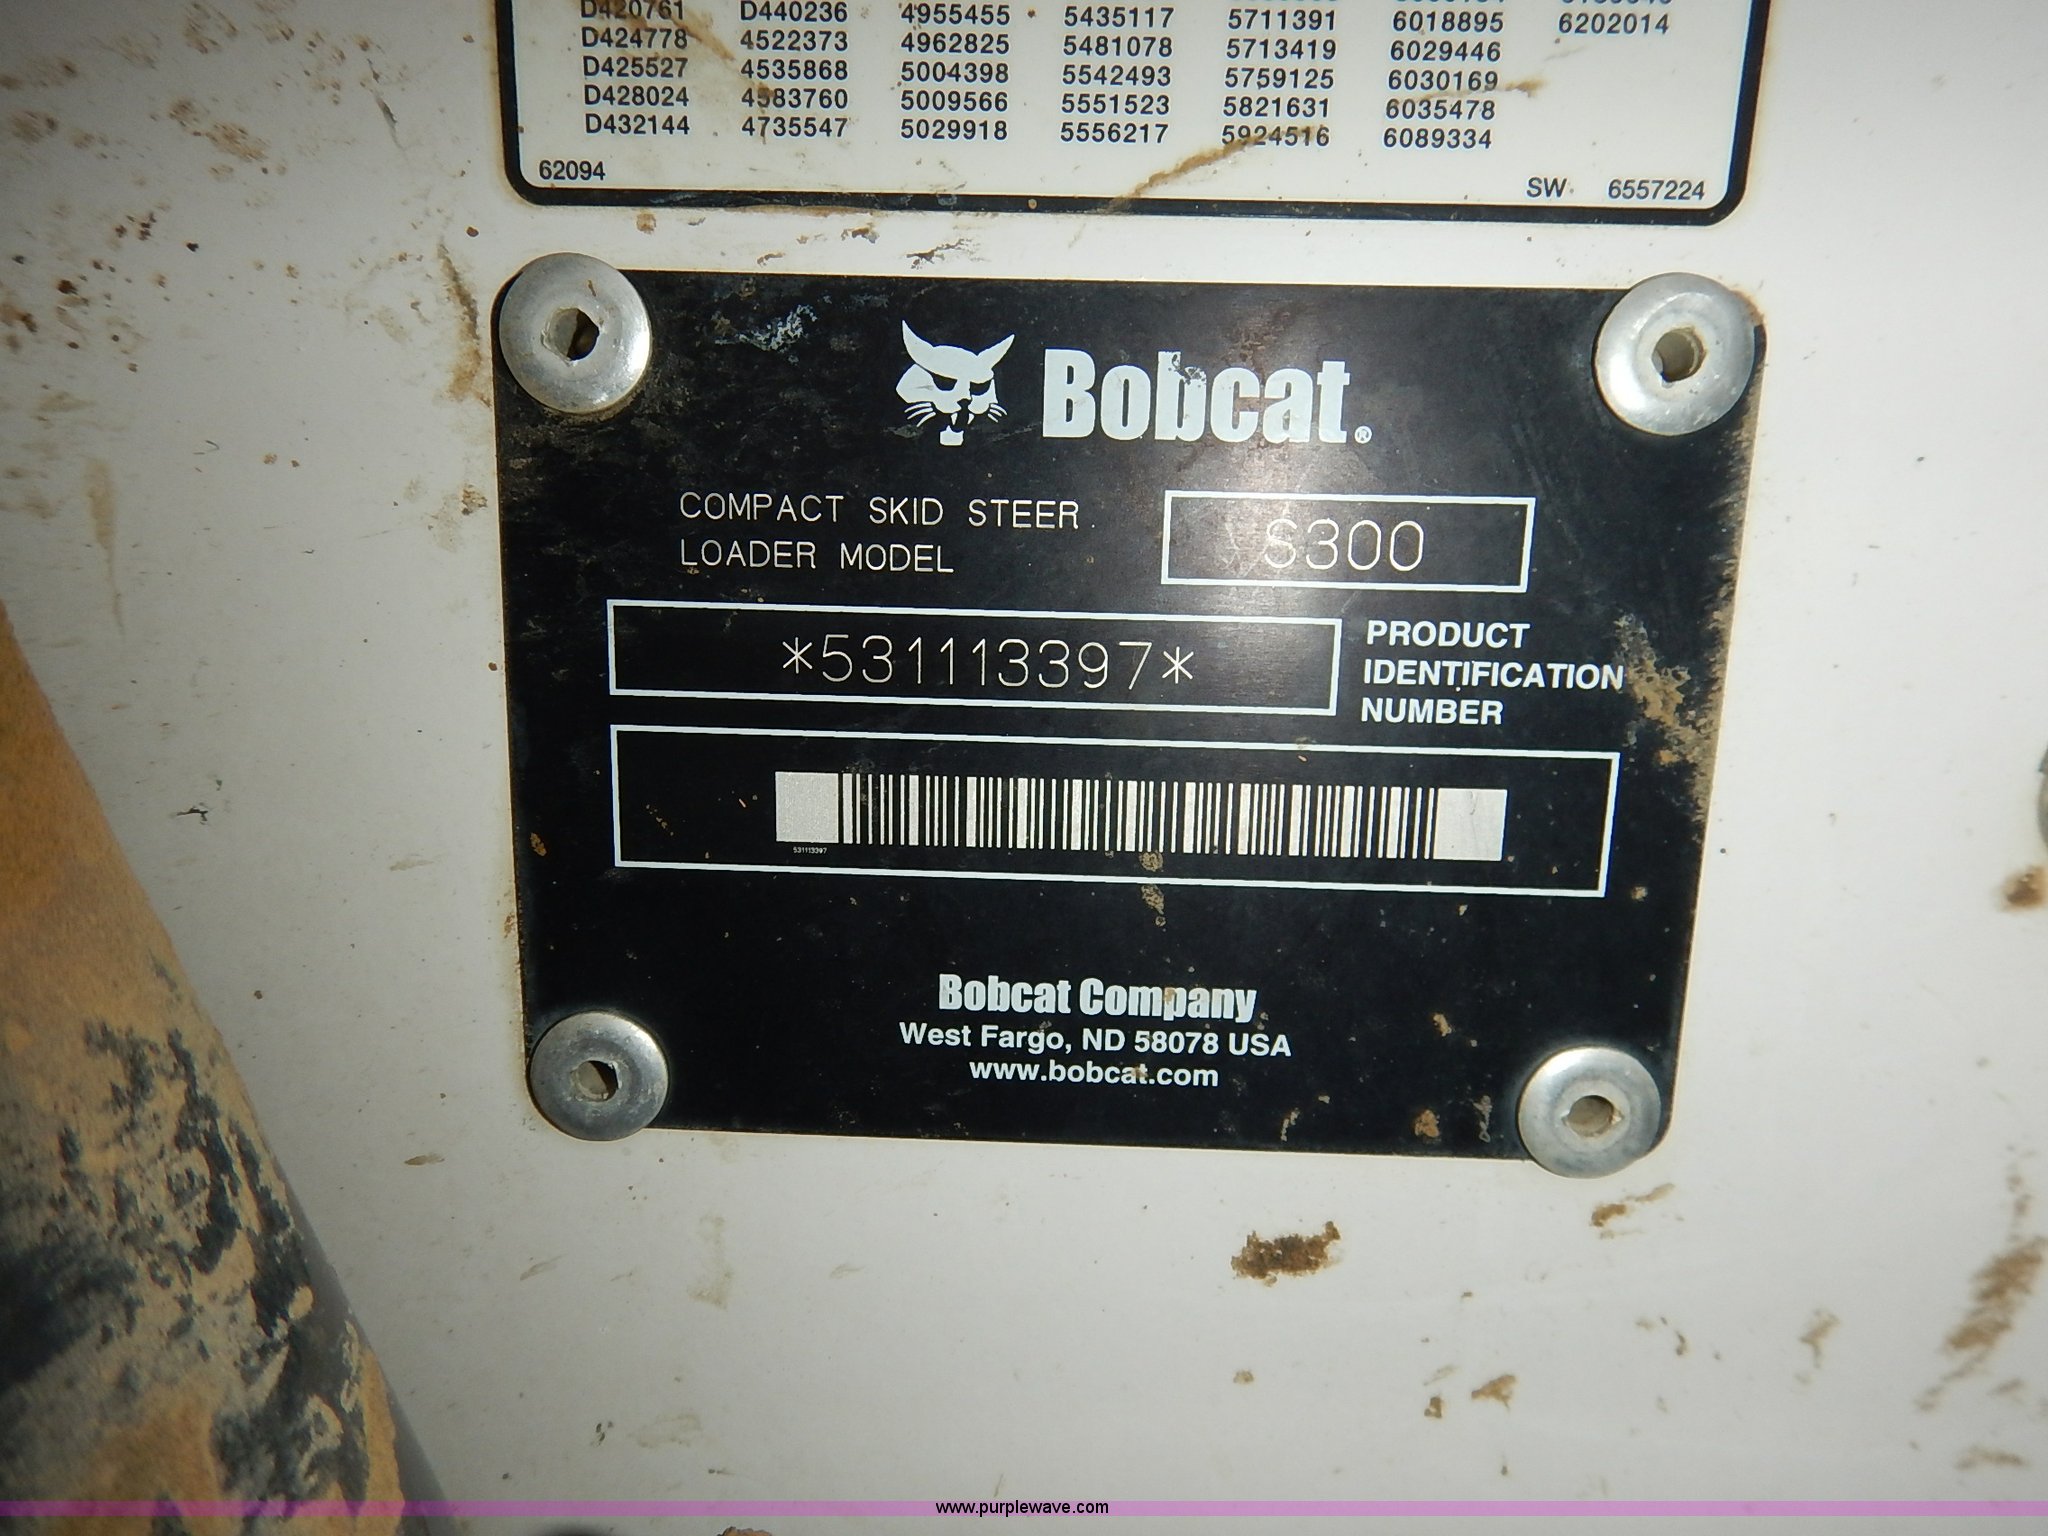 D420761 D440236 4955455 5435117 5711391 6018895 6202014
D424778 4522373 4962825 5481078 5713419 6029446
D425527 4535868 5004398 5542493 5759125 6030169
D428024 4583760 5009566 5551523 5821631 6035478
D432144 4735547 5029918 5556217 5924516 6089334
62094 SW 6557224
Bobcat®
COMPACT SKID STEER
LOADER MODEL
S300
*531113397*
PRODUCT
IDENTIFICATION
NUMBER
531113397
Bobcat Company
West Fargo, ND 58078 USA
www.bobcat.com
www.purplewave.com